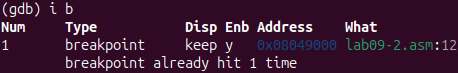 (gdb) i b
Num Type Disp Enb Address What
1 breakpoint keep y 0x08049000 lab09-2.asm:12
breakpoint already hit 1 time